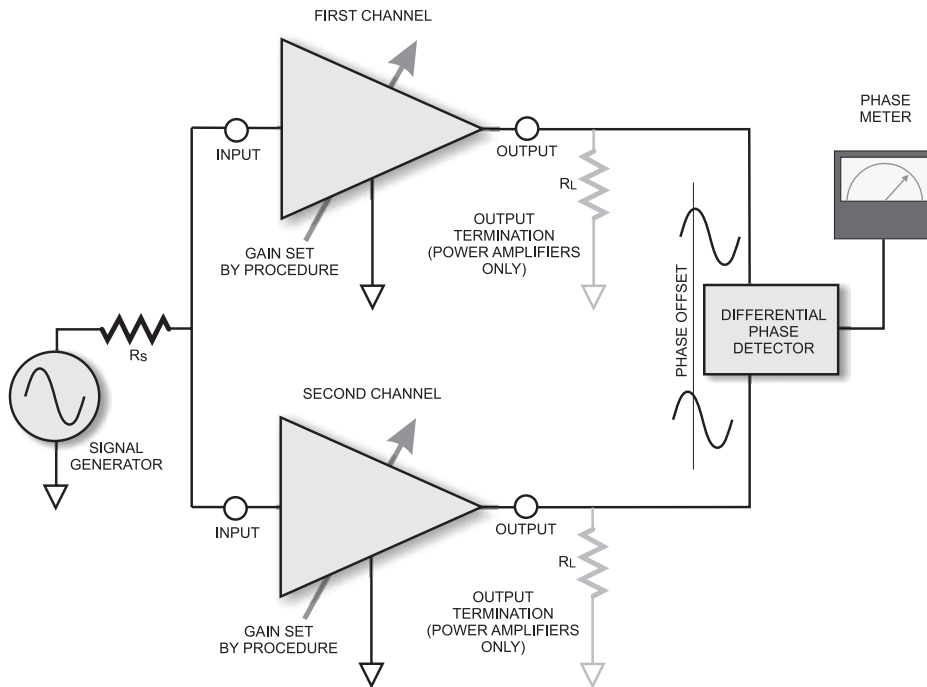 FIRST CHANNEL
PHASE
METER
INPUT
OUTPUT
RL
GAIN SET
BY PROCEDURE
OUTPUT
TERMINATION
(POWER AMPLIFIERS
ONLY)
PHASE OFFSET
DIFFERENTIAL
PHASE
DETECTOR
RS
SIGNAL
GENERATOR
SECOND CHANNEL
INPUT
OUTPUT
RL
GAIN SET
BY PROCEDURE
OUTPUT
TERMINATION
(POWER AMPLIFIERS
ONLY)